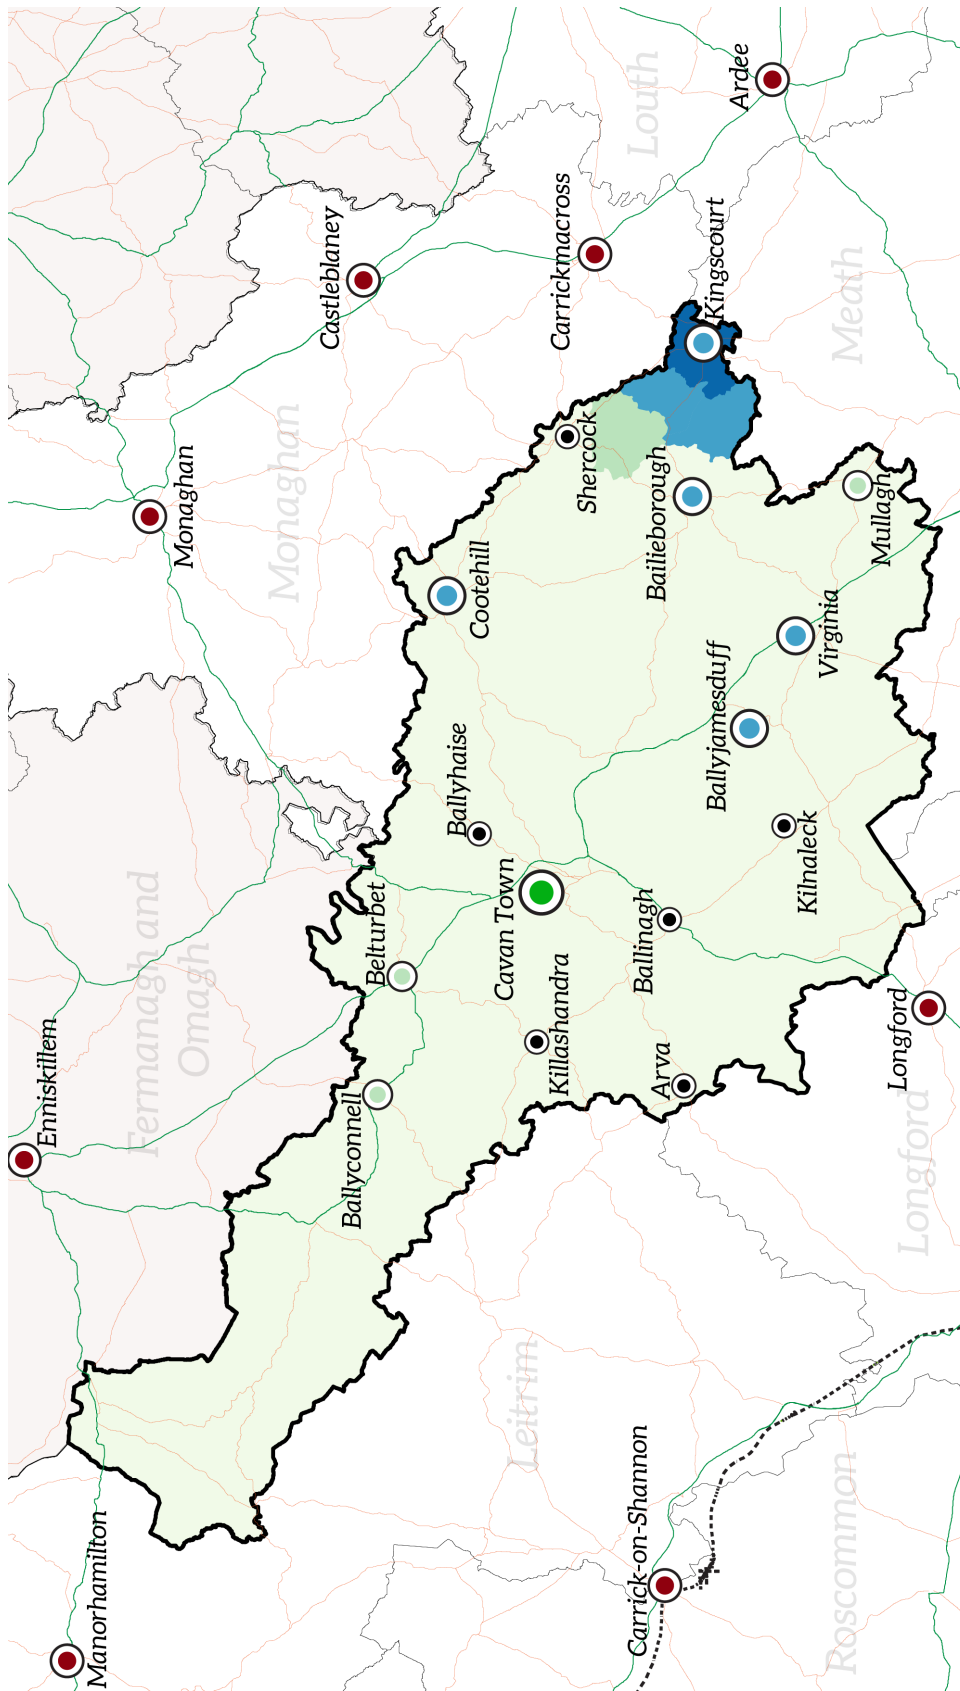 Enniskillem
Manorhamilton
Fermanagh and
Omagh
Monaghan
Monaghan
Castleblaney
Ballyconnell
Belturbet
Ballyhaise
Cootehill
Cavan Town
Leitrim
Killashandra
Carrickmacross
Shercock
Louth
Carrick-on-Shannon
Ballinagh
Bailieborough
Arva
Kingscourt
Ballyjamesduff
Ardee
Kilnaleck
Virginia
Roscommon
Meath
Mullagh
Longford
Longford